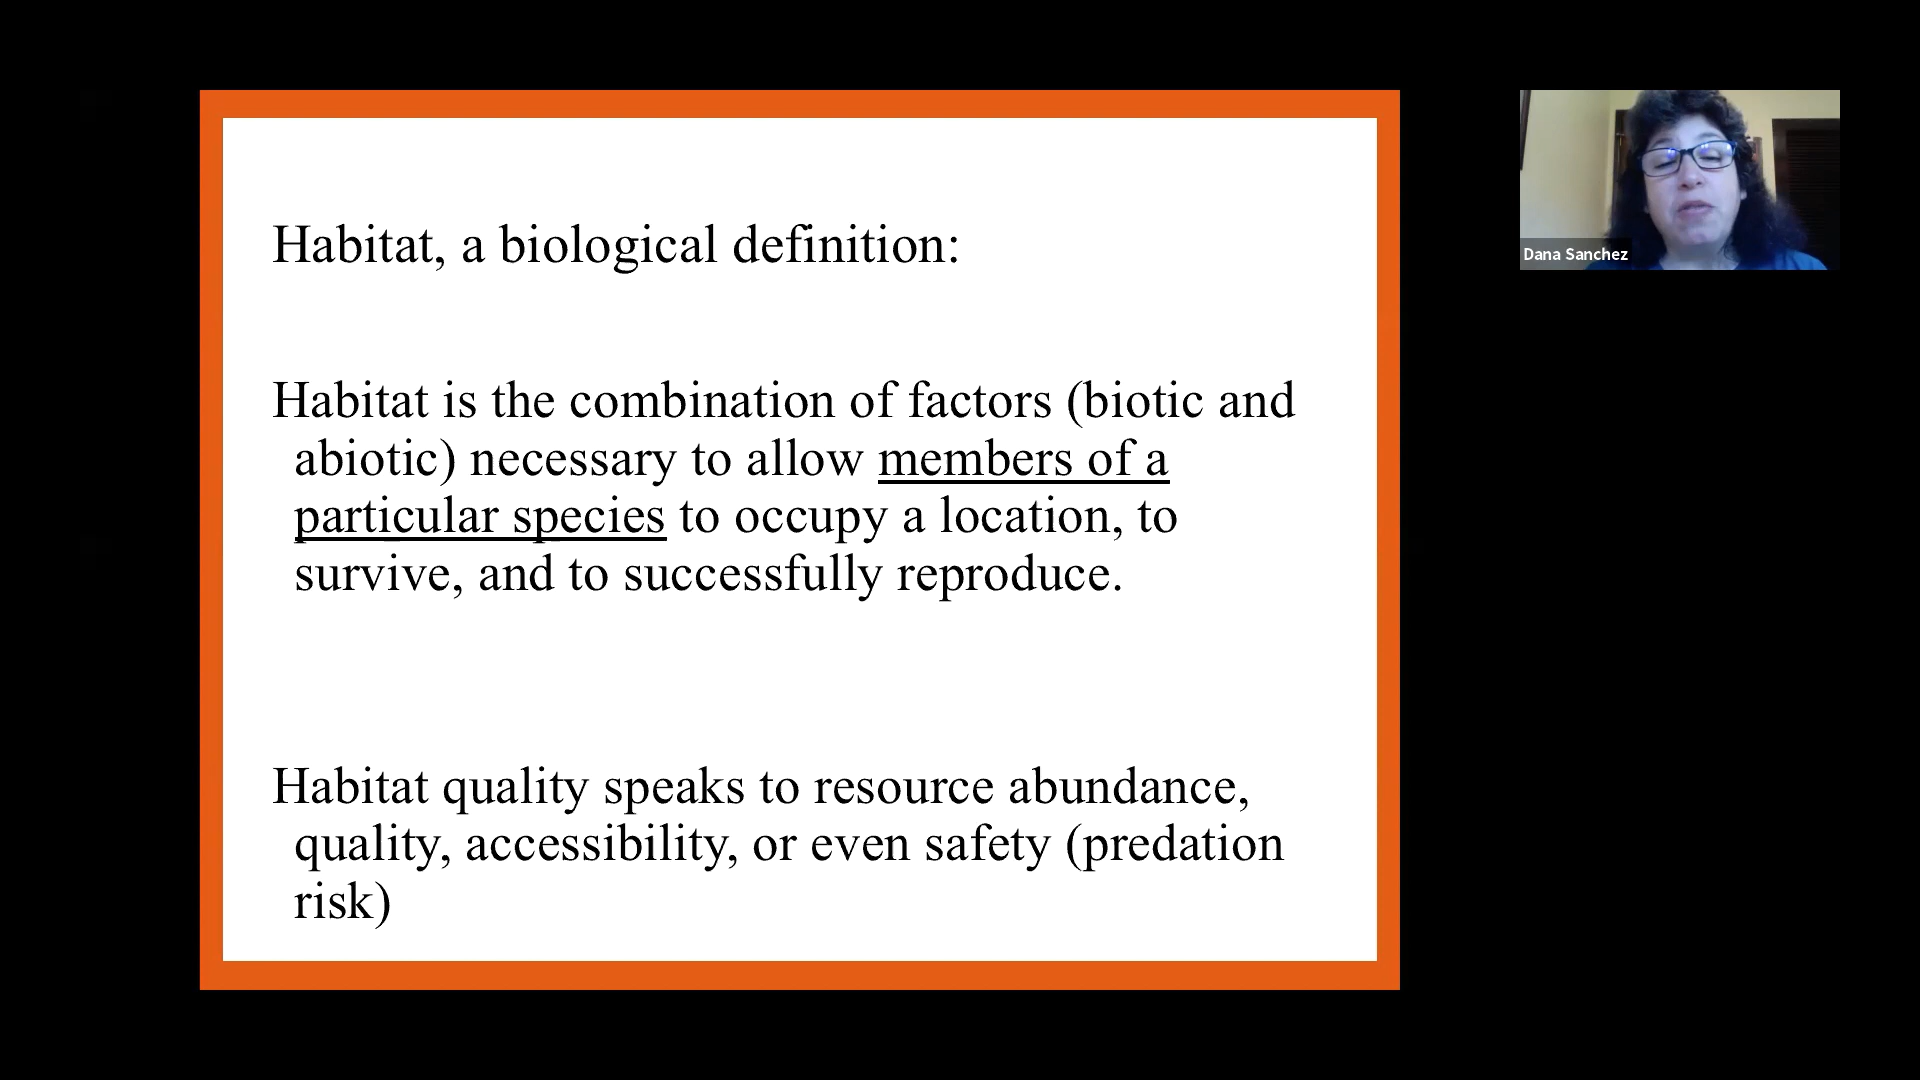 Habitat, a biological definition:
Habitat is the combination of factors (biotic and
abiotic) necessary to allow members of a
particular species to occupy a location, to
survive, and to successfully reproduce.
Habitat quality speaks to resource abundance,
quality, accessibility, or even safety (predation
risk)
Dana Sanchez